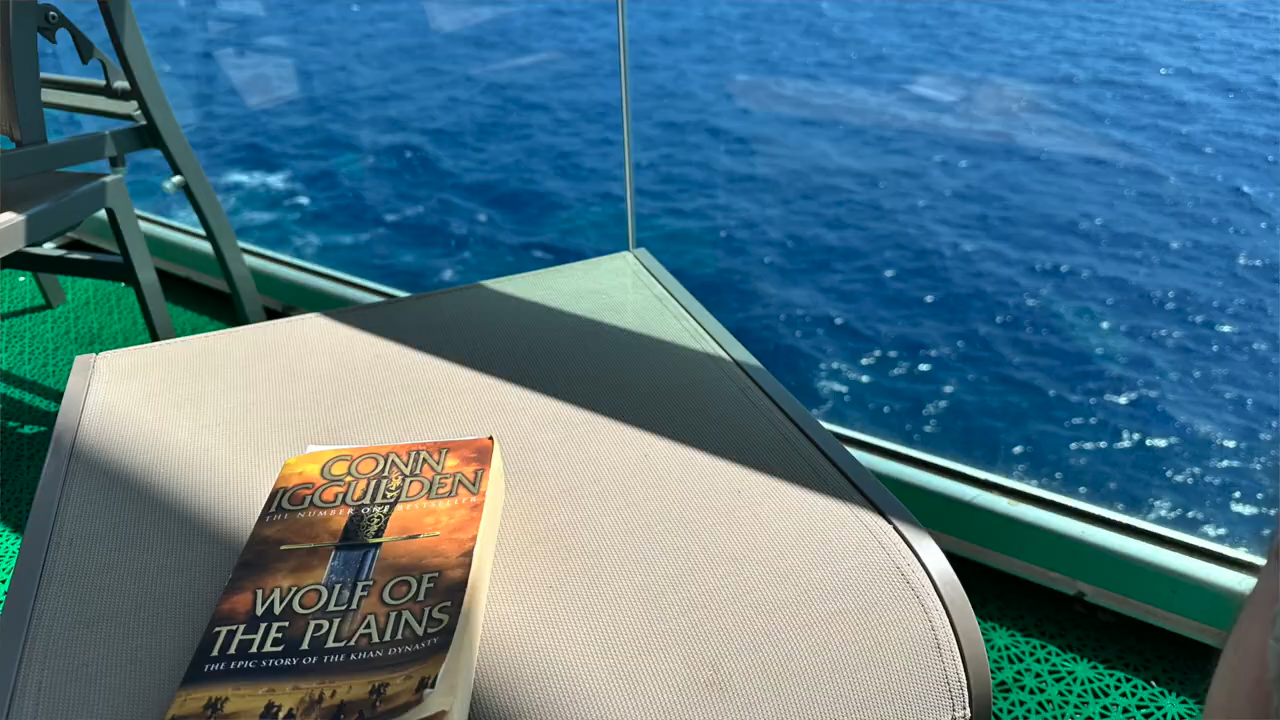 CONN
IGGULDEN
THE NUMBER ONE BESTSELLER
WOLF OF
THE PLAINS
THE EPIC STORY OF THE KHAN DYNASTY